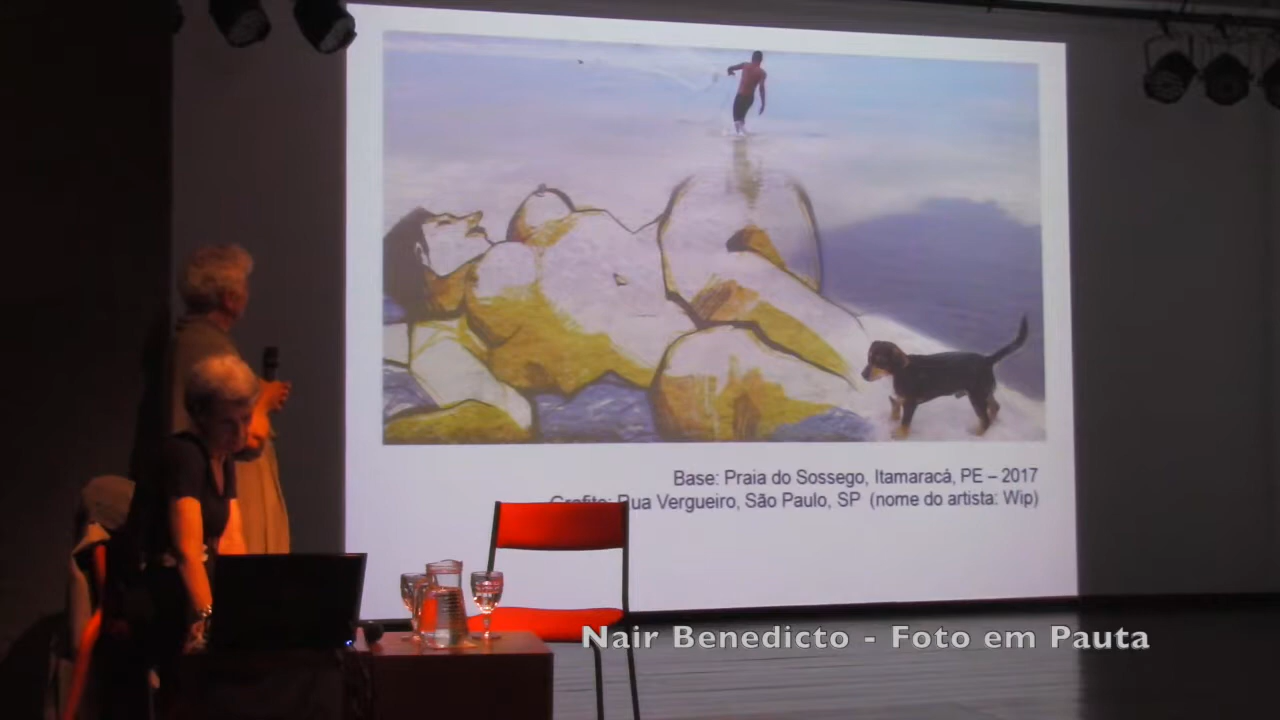 Base: Praia do Sossego, Itamaracá, PE – 2017
Grafite: Rua Vergueiro, São Paulo, SP (nome do artista: Wip)
Nair Benedicto - Foto em Pauta